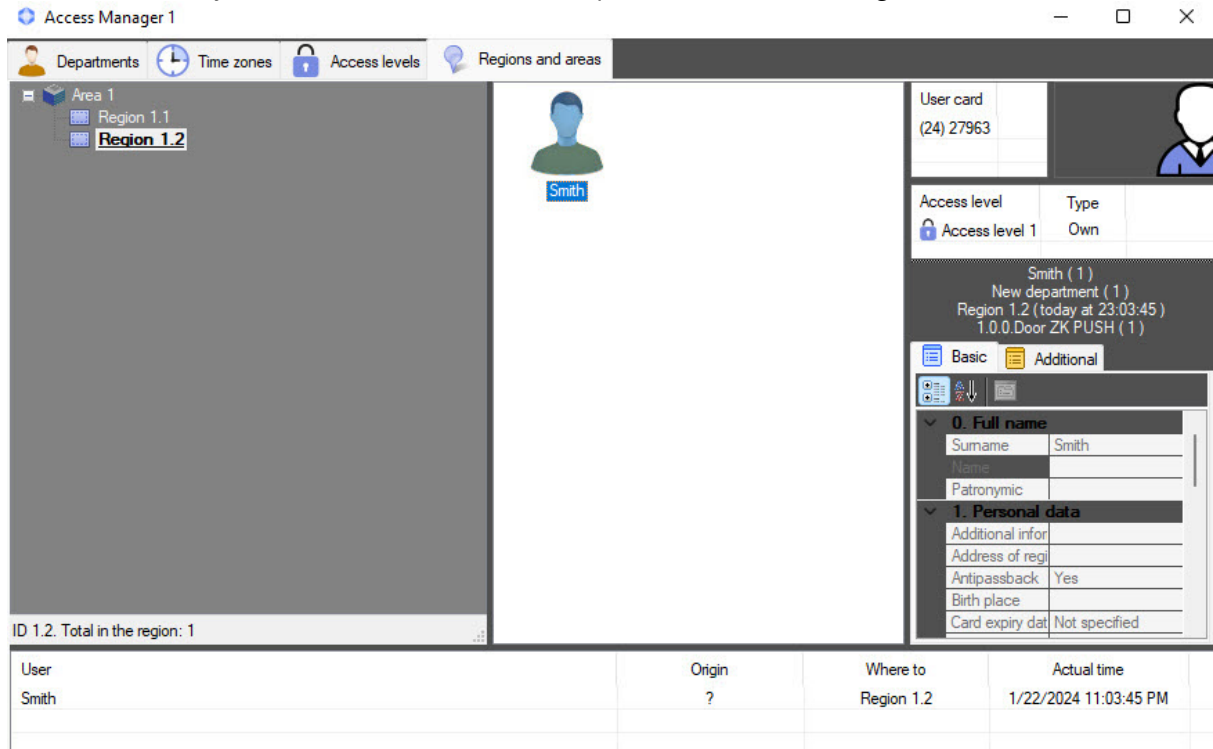 Access Manager 1
Departments Time zones Access levels Regions and areas
Area 1
Region 1.1
Region 1.2
ID 1.2. Total in the region: 1
Smith
User card
(24) 27963
Access level Type
Access level 1 Own
Smith ( 1 )
New department ( 1 )
Region 1.2 ( today at 23:03:45 )
1.0.0.Door ZK PUSH ( 1 )
Basic Additional
0. Full name
Surname Smith
Name
Patronymic
1. Personal data
Additional infor
Address of regi
Antipassback Yes
Birth place
Card expiry dat Not specified
User Origin Where to Actual time
Smith ? Region 1.2 1/22/2024 11:03:45 PM